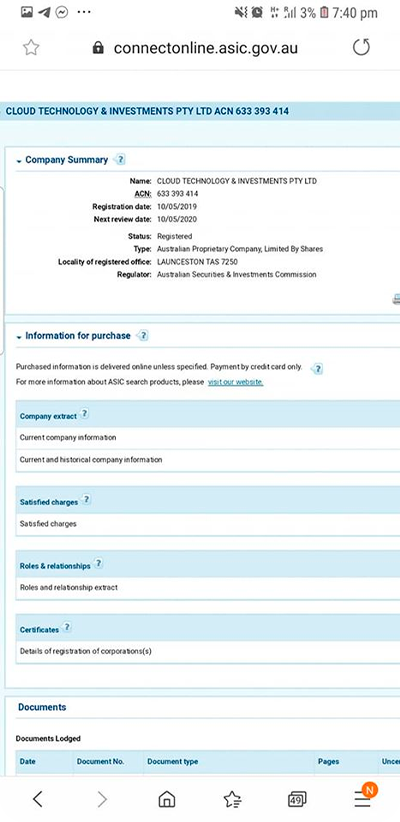 3% 7:40 pm
connectonline.asic.gov.au
CLOUD TECHNOLOGY & INVESTMENTS PTY LTD ACN 633 393 414
Company Summary ?
Name: CLOUD TECHNOLOGY & INVESTMENTS PTY LTD
ACN: 633 393 414
Registration date: 10/05/2019
Next review date: 10/05/2020
Status: Registered
Type: Australian Proprietary Company, Limited By Shares
Locality of registered office: LAUNCESTON TAS 7250
Regulator: Australian Securities & Investments Commission
Information for purchase ?
Purchased information is delivered online unless specified. Payment by credit card only. ?
For more information about ASIC search products, please visit our website.
Company extract ?
Current company information
Current and historical company information
Satisfied charges ?
Satisfied charges
Roles & relationships ?
Roles and relationship extract
Certificates ?
Details of registration of corporations(s)
Documents
Documents Lodged
Date Document No. Document type Pages Uncer
49 N